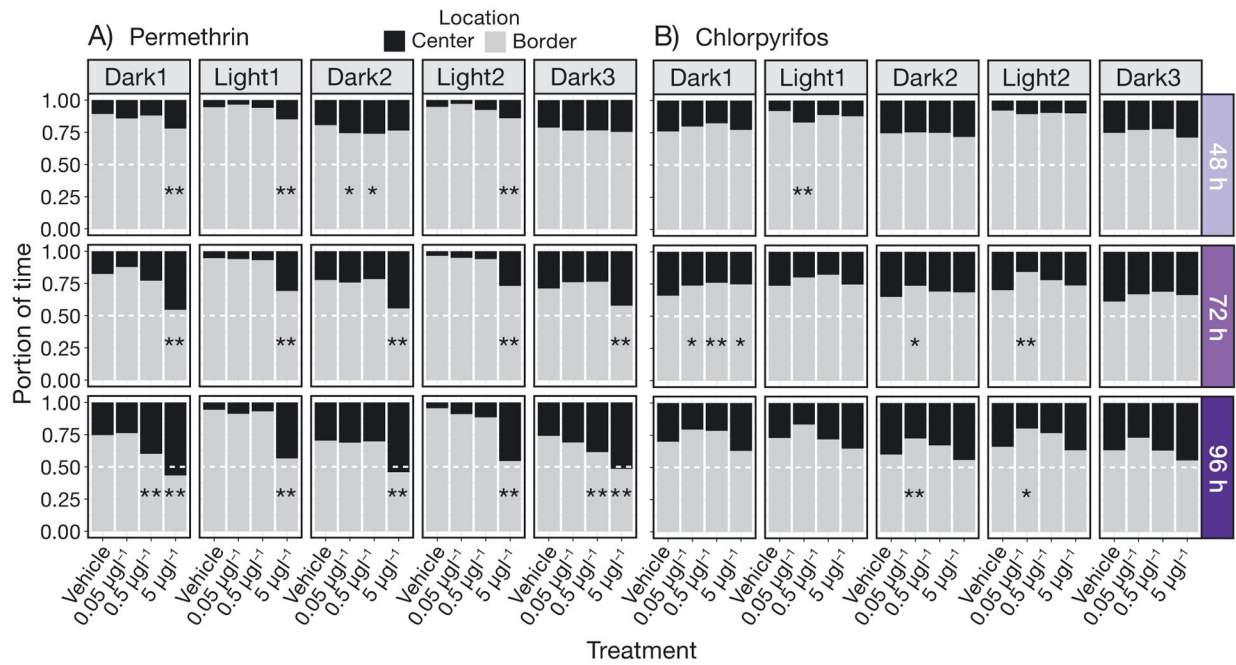 A) Permethrin
Location
Center Border
B) Chlorpyrifos
Dark1 Light1 Dark2 Light2 Dark3 Dark1 Light1 Dark2 Light2 Dark3
1.00
0.75
0.50
0.25
0.00
** ** * * ** **
48 h
1.00
0.75
0.50
0.25
0.00
** ** ** ** ** * ** * * **
72 h
1.00
0.75
0.50
0.25
0.00
** ** ** ** ** ** ** ** *
96 h
Portion of time
Vehicle 0.05 µgl⁻¹ 0.5 µgl⁻¹ 5 µgl⁻¹ Vehicle 0.05 µgl⁻¹ 0.5 µgl⁻¹ 5 µgl⁻¹ Vehicle 0.05 µgl⁻¹ 0.5 µgl⁻¹ 5 µgl⁻¹ Vehicle 0.05 µgl⁻¹ 0.5 µgl⁻¹ 5 µgl⁻¹ Vehicle 0.05 µgl⁻¹ 0.5 µgl⁻¹ 5 µgl⁻¹ Vehicle 0.05 µgl⁻¹ 0.5 µgl⁻¹ 5 µgl⁻¹ Vehicle 0.05 µgl⁻¹ 0.5 µgl⁻¹ 5 µgl⁻¹ Vehicle 0.05 µgl⁻¹ 0.5 µgl⁻¹ 5 µgl⁻¹ Vehicle 0.05 µgl⁻¹ 0.5 µgl⁻¹ 5 µgl⁻¹ Vehicle 0.05 µgl⁻¹ 0.5 µgl⁻¹ 5 µgl⁻¹
Treatment